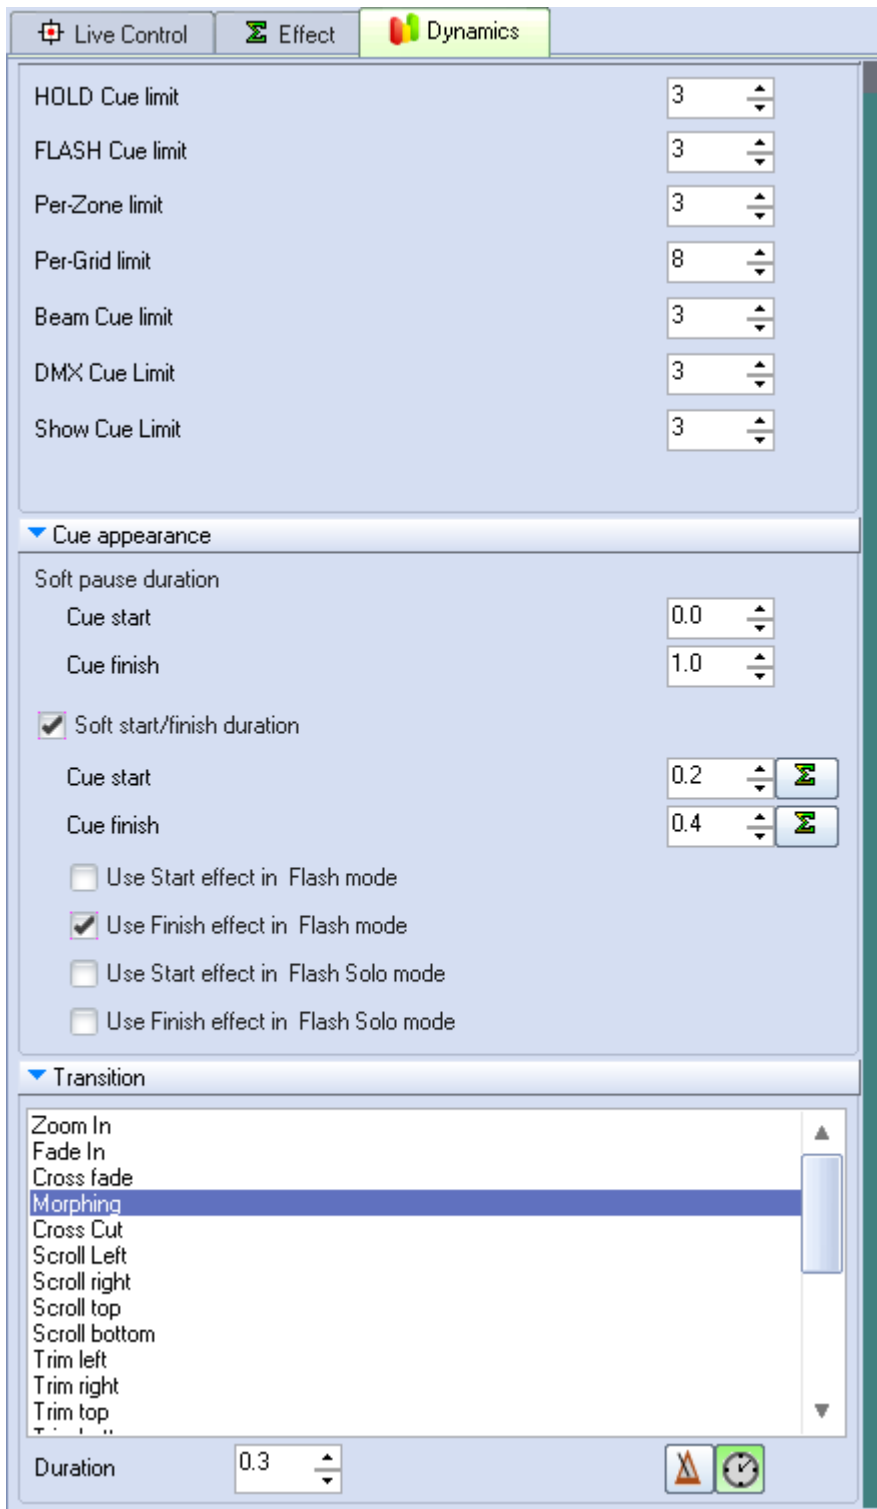 Live Control Effect Dynamics
HOLD Cue limit 3
FLASH Cue limit 3
Per-Zone limit 3
Per-Grid limit 8
Beam Cue limit 3
DMX Cue Limit 3
Show Cue Limit 3
Cue appearance
Soft pause duration
Cue start 0.0
Cue finish 1.0
Soft start/finish duration
Cue start 0.2
Cue finish 0.4
Use Start effect in Flash mode
Use Finish effect in Flash mode
Use Start effect in Flash Solo mode
Use Finish effect in Flash Solo mode
Transition
Zoom In
Fade In
Cross fade
Morphing
Cross Cut
Scroll Left
Scroll right
Scroll top
Scroll bottom
Trim left
Trim right
Trim top
Duration 0.3